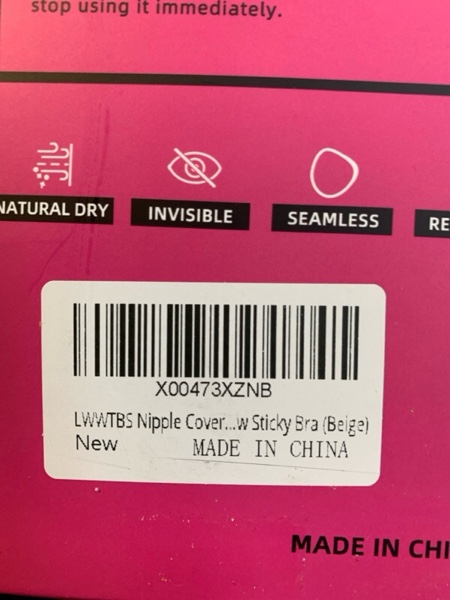 stop using it immediately.
NATURAL DRY
INVISIBLE
SEAMLESS
RE
X00473XZNB
LWWTBS Nipple Cover...w Sticky Bra (Beige)
New MADE IN CHINA
MADE IN CHI